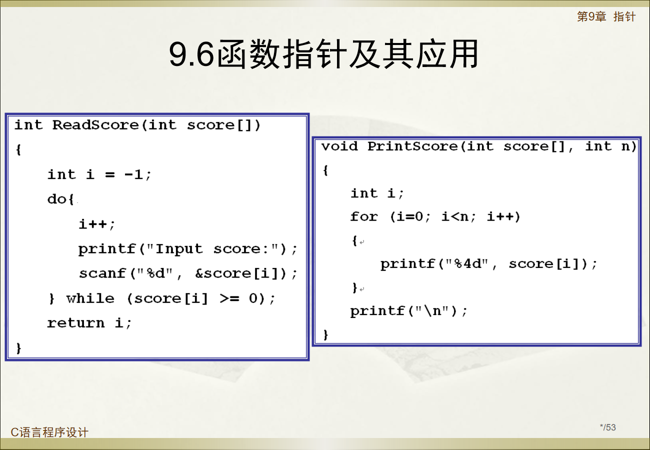 第9章 指针
9.6函数指针及其应用
int ReadScore(int score[])
{
int i = -1;
do{
i++;
printf("Input score:");
scanf("%d", &score[i]);
} while (score[i] >= 0);
return i;
}
void PrintScore(int score[], int n)
{
int i;
for (i=0; i<n; i++)
{
printf("%4d", score[i]);
}
printf("\n");
}
C语言程序设计
*/53